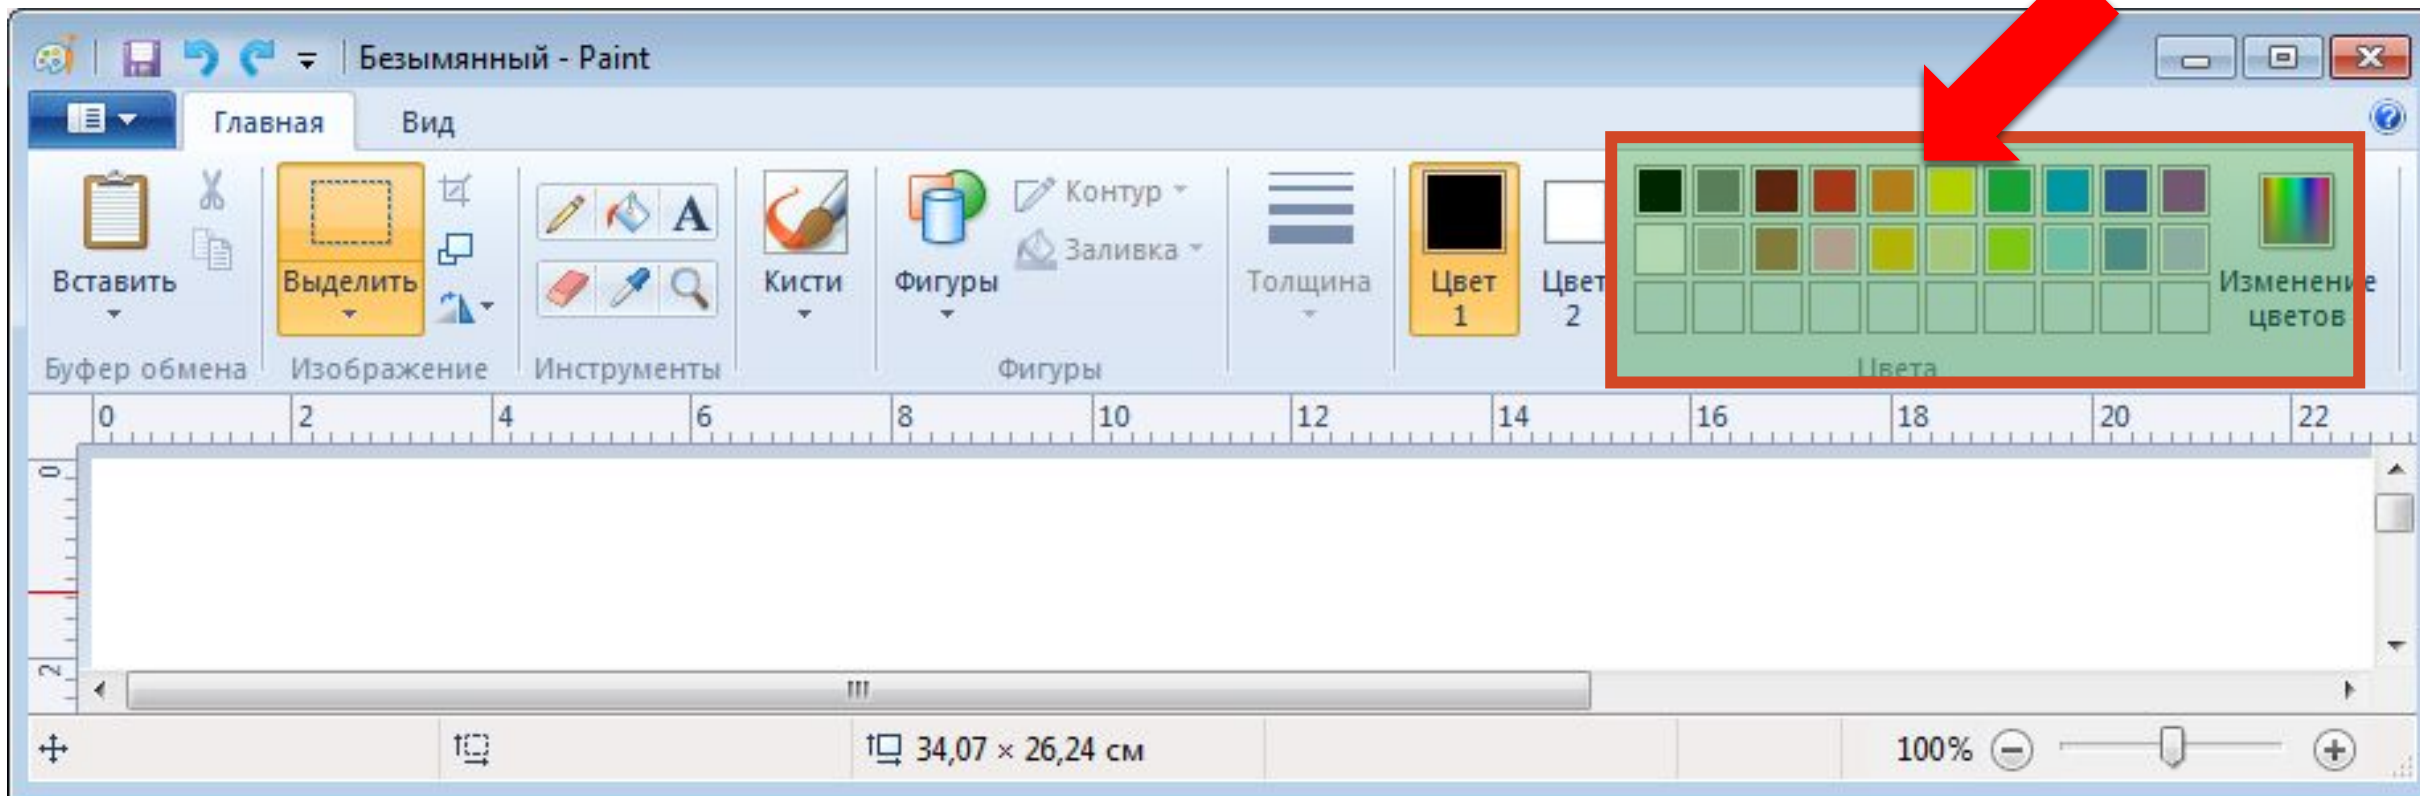 Безымянный - Paint
Главная Вид
Вставить
Выделить
Кисти
Фигуры
Контур
Заливка
Толщина
Цвет 1
Цвет 2
Изменение цветов
Буфер обмена Изображение Инструменты Фигуры Цвета
0 2 4 6 8 10 12 14 16 18 20 22
0
2
34,07 × 26,24 см 100%